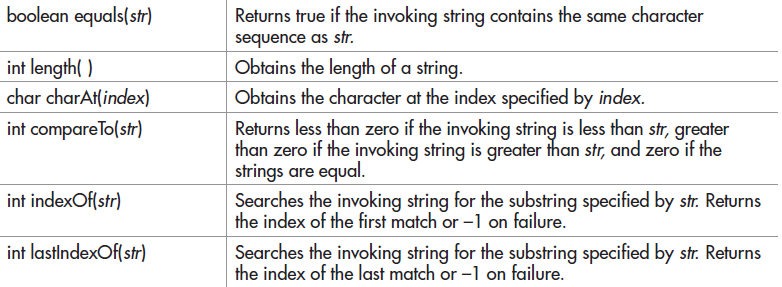 boolean equals(str)
Returns true if the invoking string contains the same character
sequence as str.
int length( )
Obtains the length of a string.
char charAt(index)
Obtains the character at the index specified by index.
int compareTo(str)
Returns less than zero if the invoking string is less than str, greater
than zero if the invoking string is greater than str, and zero if the
strings are equal.
int indexOf(str)
Searches the invoking string for the substring specified by str. Returns
the index of the first match or –1 on failure.
int lastIndexOf(str)
Searches the invoking string for the substring specified by str. Returns
the index of the last match or –1 on failure.